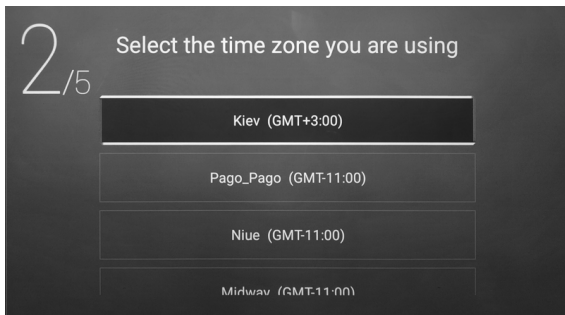 2/5
Select the time zone you are using
Kiev (GMT+3:00)
Pago_Pago (GMT-11:00)
Niue (GMT-11:00)
Midway (GMT-11:00)